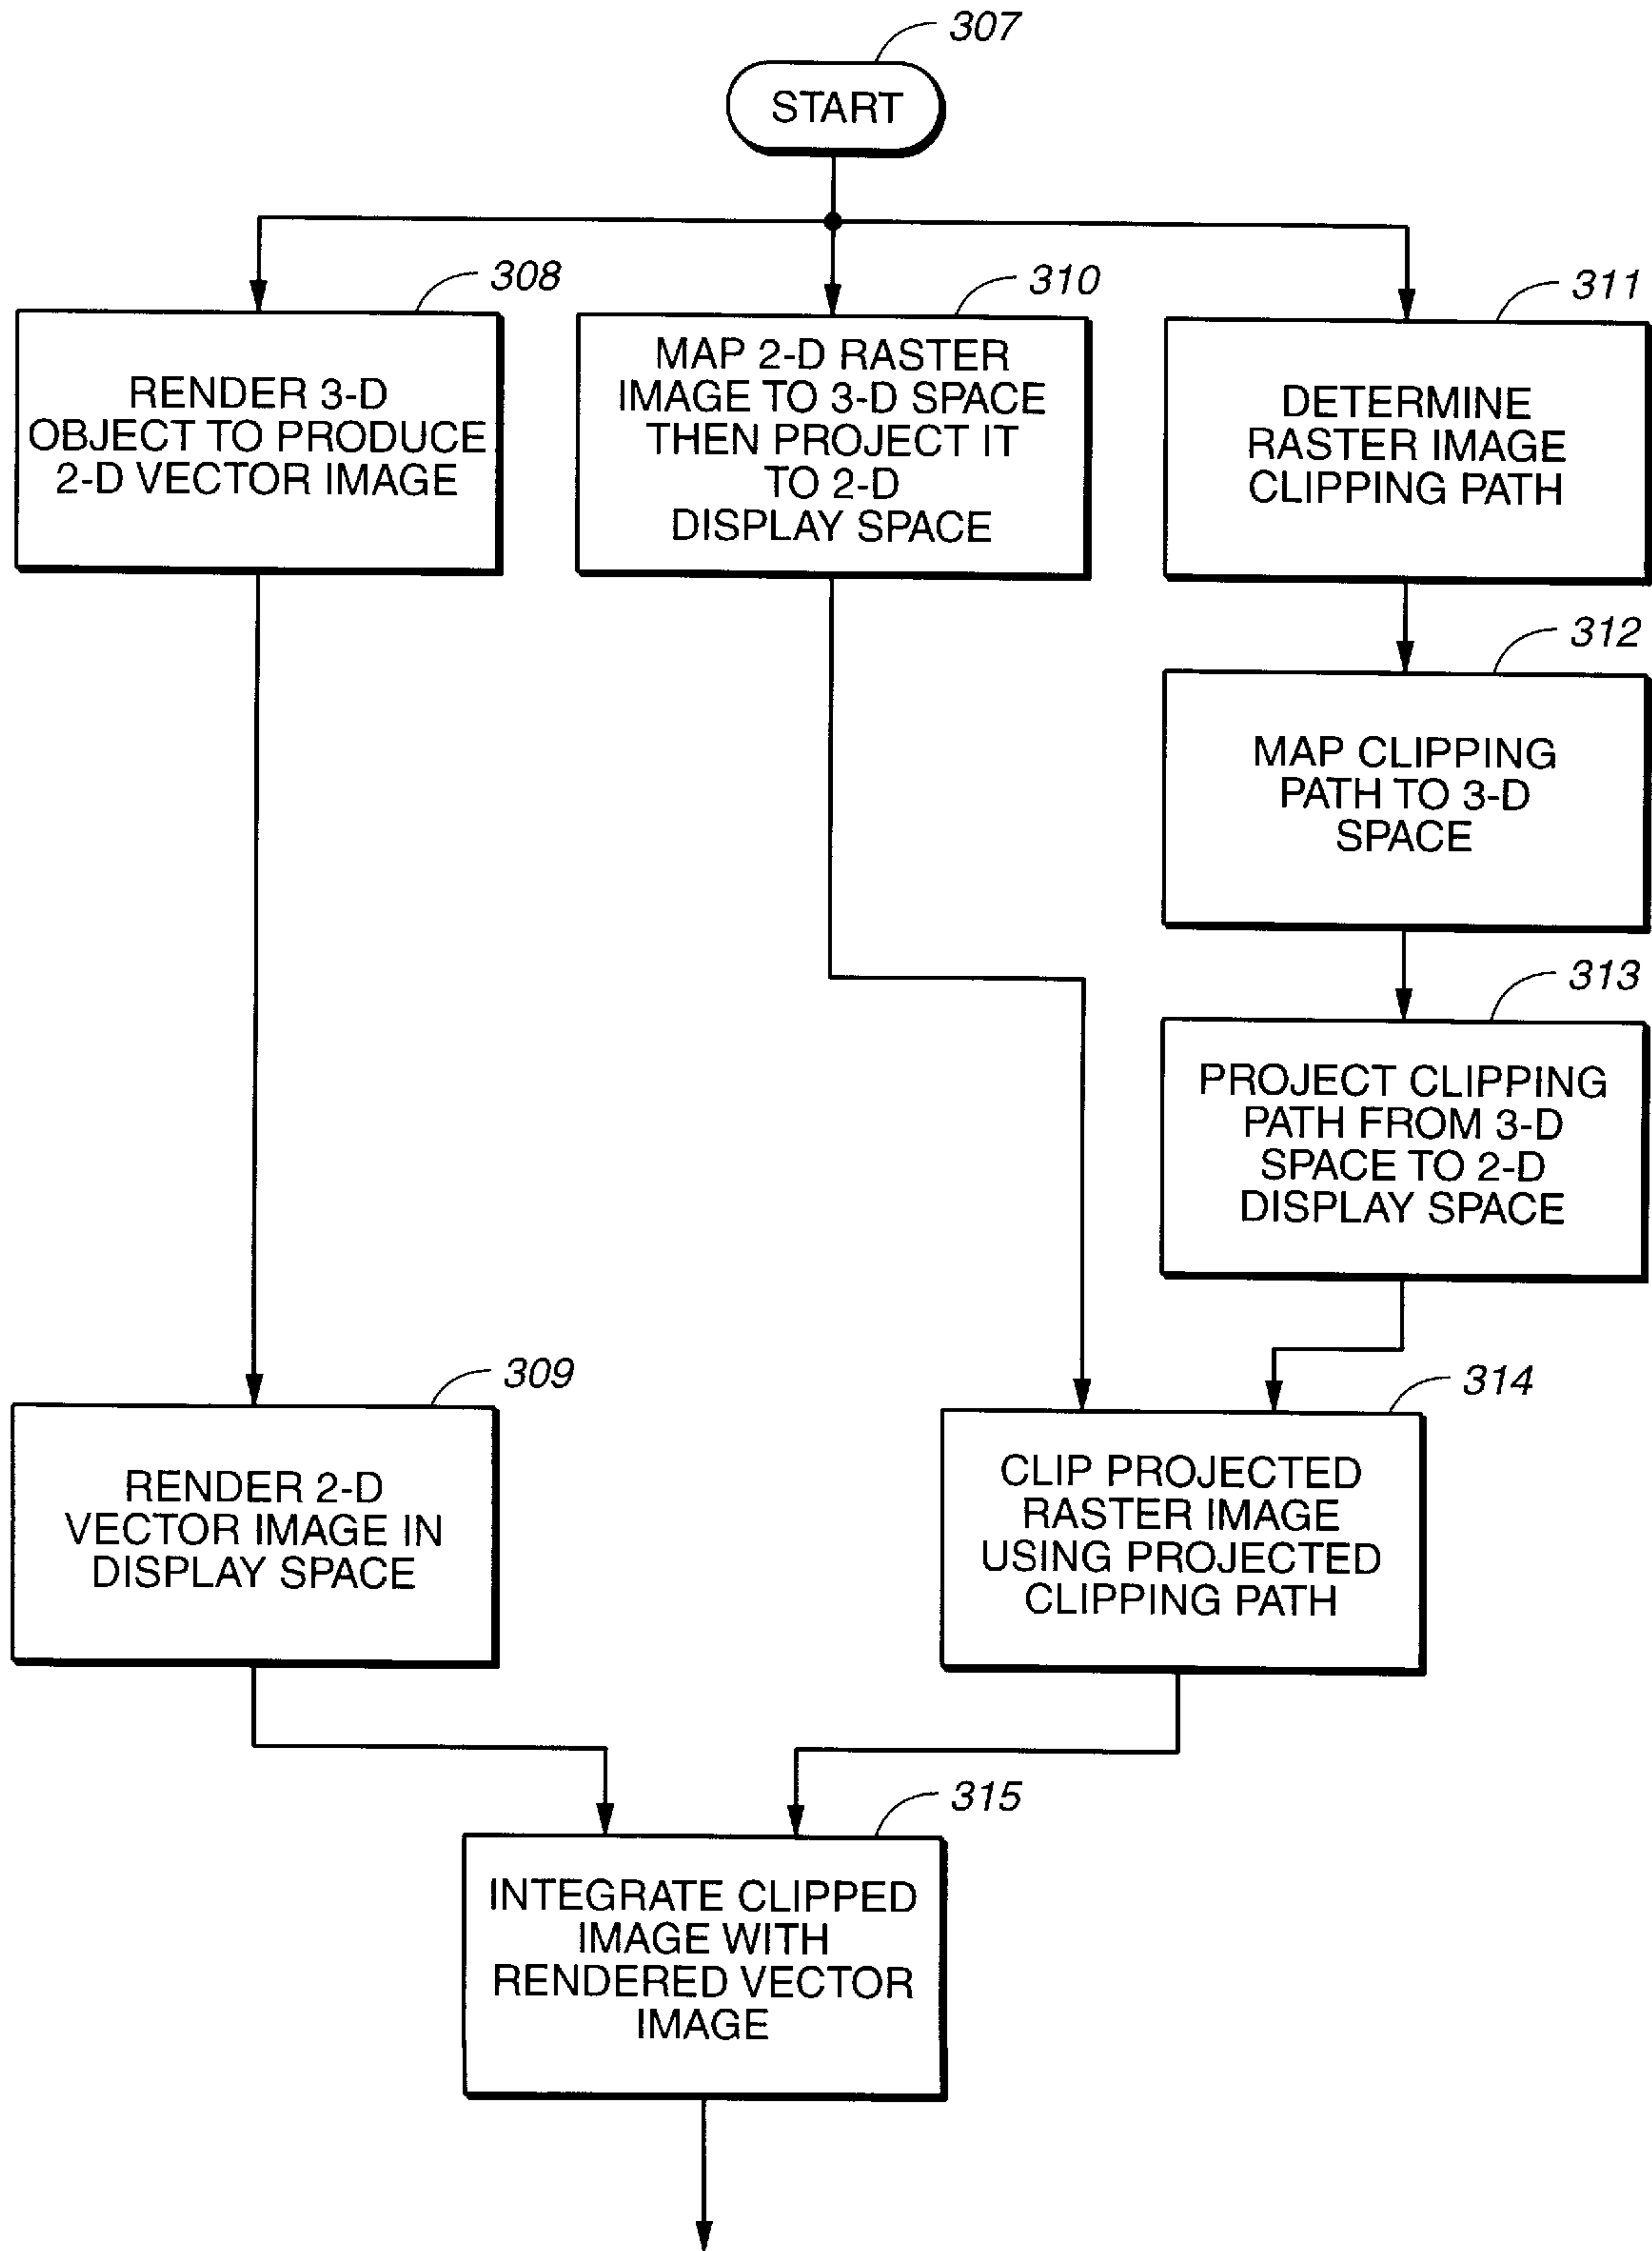 307
START
308
RENDER 3-D
OBJECT TO PRODUCE
2-D VECTOR IMAGE
310
MAP 2-D RASTER
IMAGE TO 3-D SPACE
THEN PROJECT IT
TO 2-D
DISPLAY SPACE
311
DETERMINE
RASTER IMAGE
CLIPPING PATH
312
MAP CLIPPING
PATH TO 3-D
SPACE
313
PROJECT CLIPPING
PATH FROM 3-D
SPACE TO 2-D
DISPLAY SPACE
309
RENDER 2-D
VECTOR IMAGE IN
DISPLAY SPACE
314
CLIP PROJECTED
RASTER IMAGE
USING PROJECTED
CLIPPING PATH
315
INTEGRATE CLIPPED
IMAGE WITH
RENDERED VECTOR
IMAGE